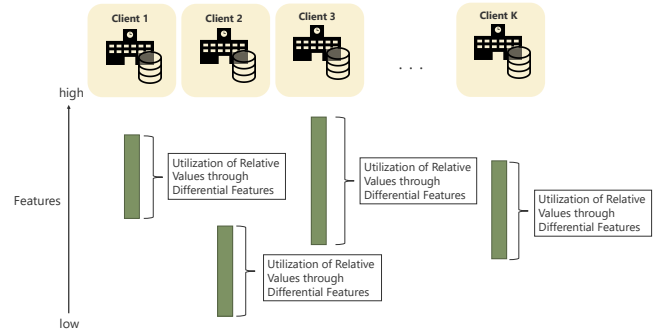 Client 1
Client 2
Client 3
Client K
. . .
high
Utilization of Relative
Values through
Differential Features
Utilization of Relative
Values through
Differential Features
Features
Utilization of Relative
Values through
Differential Features
Utilization of Relative
Values through
Differential Features
low